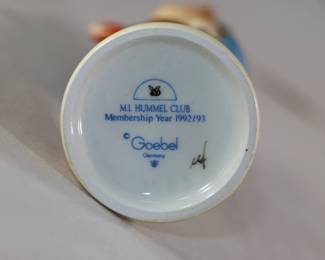 M.I. HUMMEL CLUB
Membership Year 1992/93
© Goebel
Germany